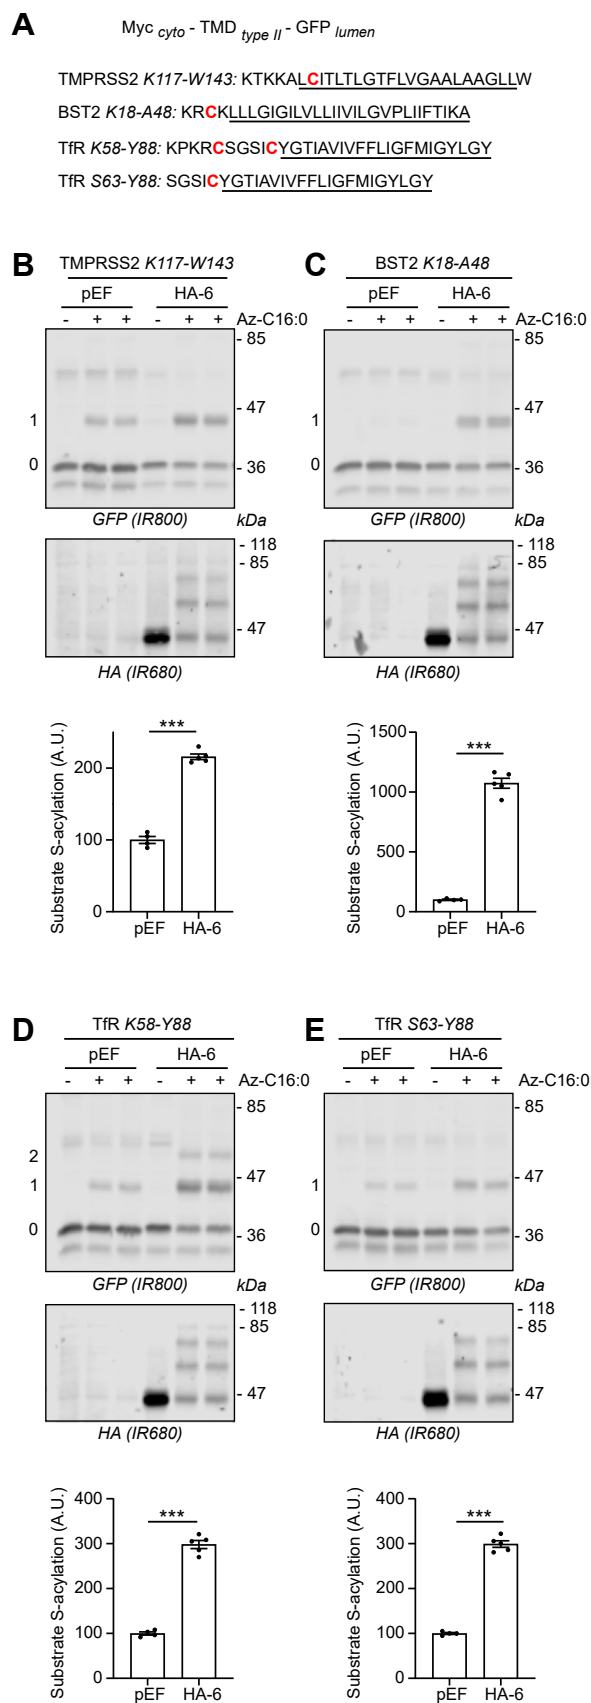 A
Myc cyto - TMD type II - GFP lumen
TMPRSS2 K117-W143: KTKKALCITLTLGTFLVGAALAAGLLW
BST2 K18-A48: KRCKLLLGIGILVLLIIVILGVPLIIFTIKA
TfR K58-Y88: KPKRCSGSICYGTIAVIVFFLIGFMIGYLGY
TfR S63-Y88: SGSICYGTIAVIVFFLIGFMIGYLGY
B
TMPRSS2 K117-W143
pEF HA-6
- + + - + + Az-C16:0
- 85
1
- 47
0
- 36
GFP (IR800) kDa
- 118
- 85
- 47
HA (IR680)
Substrate S-acylation (A.U.)
***
200
100
0
pEF HA-6
C
BST2 K18-A48
pEF HA-6
- + + - + + Az-C16:0
- 85
1
- 47
0
- 36
GFP (IR800) kDa
- 118
- 85
- 47
HA (IR680)
Substrate S-acylation (A.U.)
1500
***
1000
500
0
pEF HA-6
D
TfR K58-Y88
pEF HA-6
- + + - + + Az-C16:0
- 85
2
1
- 47
0
- 36
GFP (IR800) kDa
- 118
- 85
- 47
HA (IR680)
Substrate S-acylation (A.U.)
400
***
300
200
100
0
pEF HA-6
E
TfR S63-Y88
pEF HA-6
- + + - + + Az-C16:0
- 85
- 47
1
0
- 36
GFP (IR800) kDa
- 118
- 85
- 47
HA (IR680)
Substrate S-acylation (A.U.)
400
***
300
200
100
0
pEF HA-6